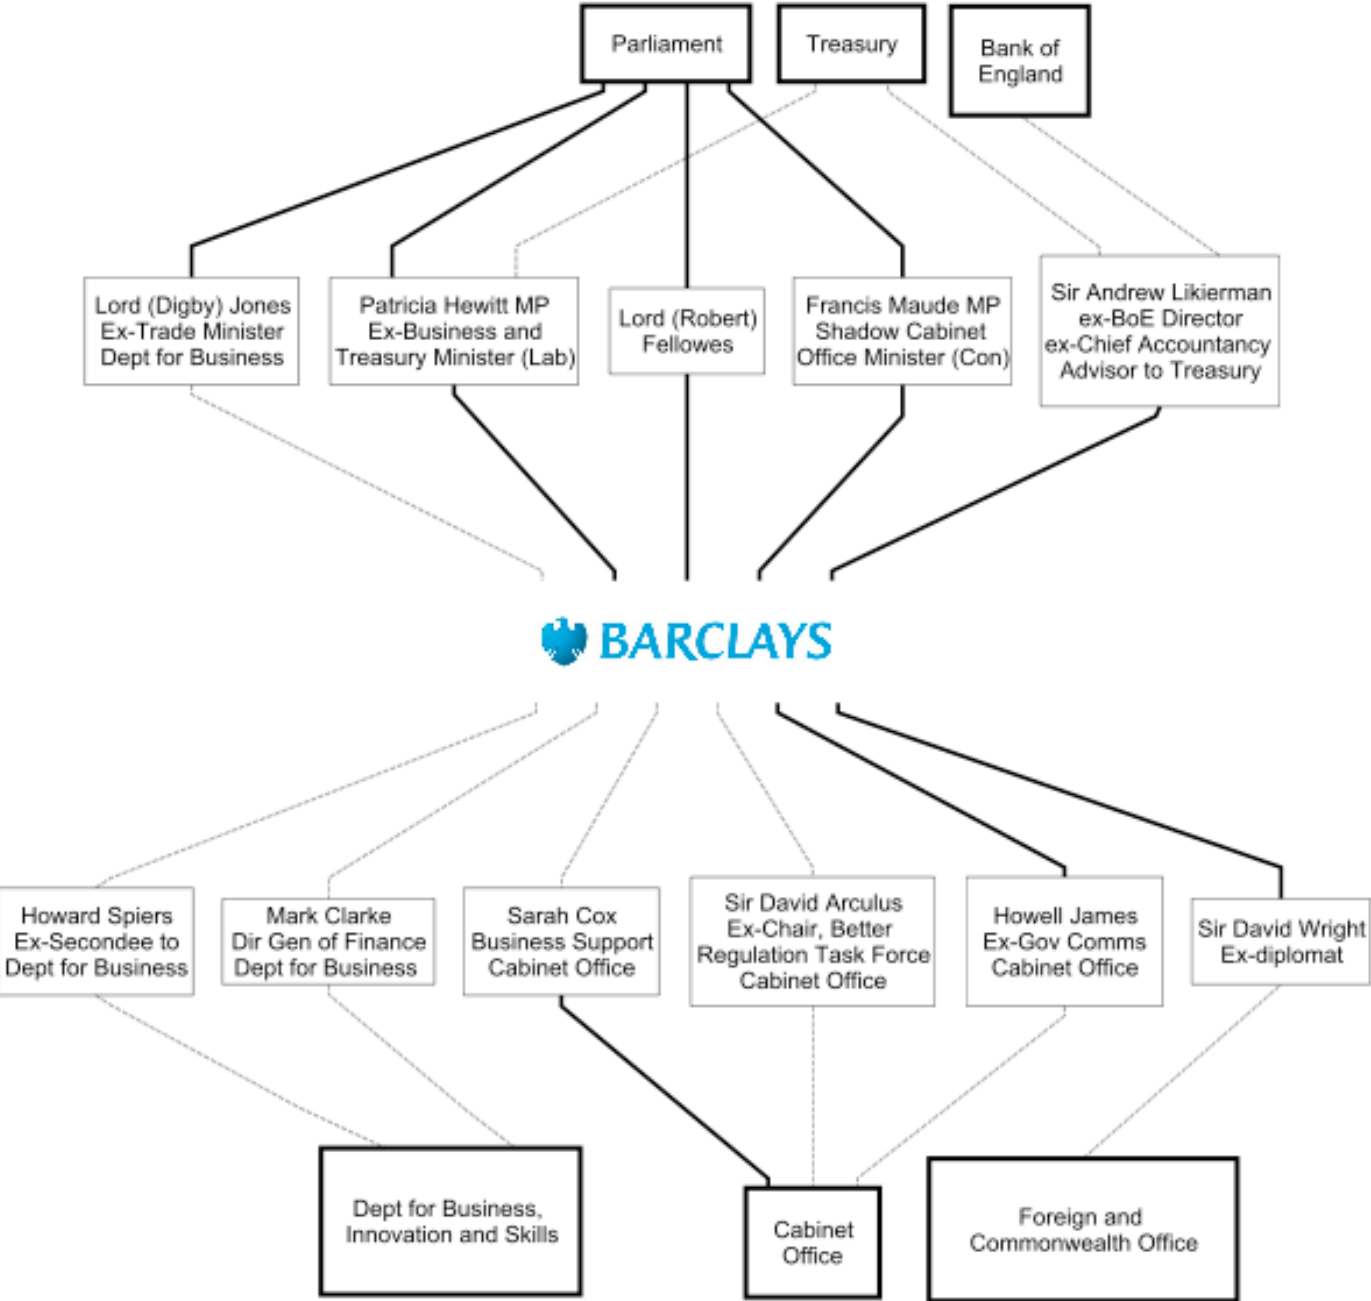 Parliament
Treasury
Bank of
England
Lord (Digby) Jones
Ex-Trade Minister
Dept for Business
Patricia Hewitt MP
Ex-Business and
Treasury Minister (Lab)
Lord (Robert)
Fellowes
Francis Maude MP
Shadow Cabinet
Office Minister (Con)
Sir Andrew Likierman
ex-BoE Director
ex-Chief Accountancy
Advisor to Treasury
BARCLAYS
Howard Spiers
Ex-Secondee to
Dept for Business
Mark Clarke
Dir Gen of Finance
Dept for Business
Sarah Cox
Business Support
Cabinet Office
Sir David Arculus
Ex-Chair, Better
Regulation Task Force
Cabinet Office
Howell James
Ex-Gov Comms
Cabinet Office
Sir David Wright
Ex-diplomat
Dept for Business,
Innovation and Skills
Cabinet
Office
Foreign and
Commonwealth Office